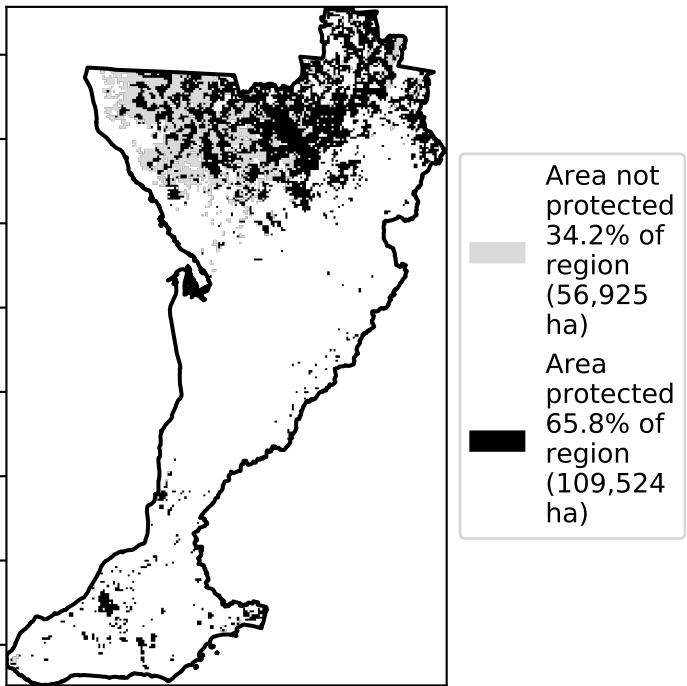 Area not
protected
34.2% of
region
(56,925
ha)
Area
protected
65.8% of
region
(109,524
ha)